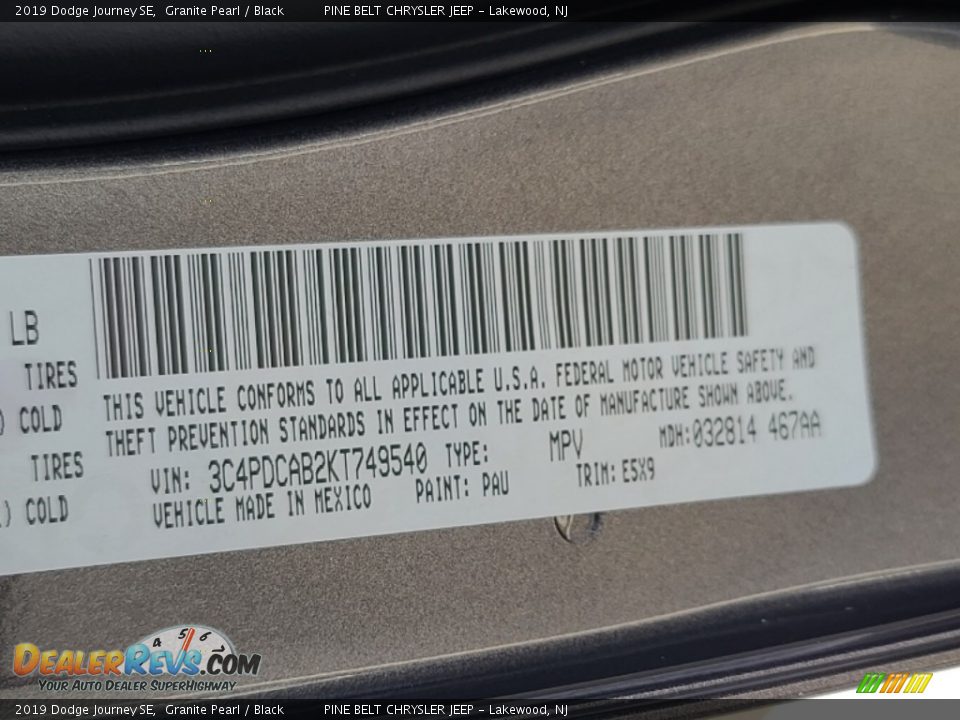 2019 Dodge Journey SE, Granite Pearl / Black PINE BELT CHRYSLER JEEP - Lakewood, NJ
LB
TIRES
) COLD
TIRES
) COLD
THIS VEHICLE CONFORMS TO ALL APPLICABLE U.S.A. FEDERAL MOTOR VEHICLE SAFETY AND
THEFT PREVENTION STANDARDS IN EFFECT ON THE DATE OF MANUFACTURE SHOWN ABOVE.
VIN: 3C4PDCAB2KT749540 TYPE: MPV MDH:032814 467AA
VEHICLE MADE IN MEXICO PAINT: PAU TRIM: E5X9
4 5 6
DEALERREVS.COM
YOUR AUTO DEALER SUPERHIGHWAY
2019 Dodge Journey SE, Granite Pearl / Black PINE BELT CHRYSLER JEEP - Lakewood, NJ